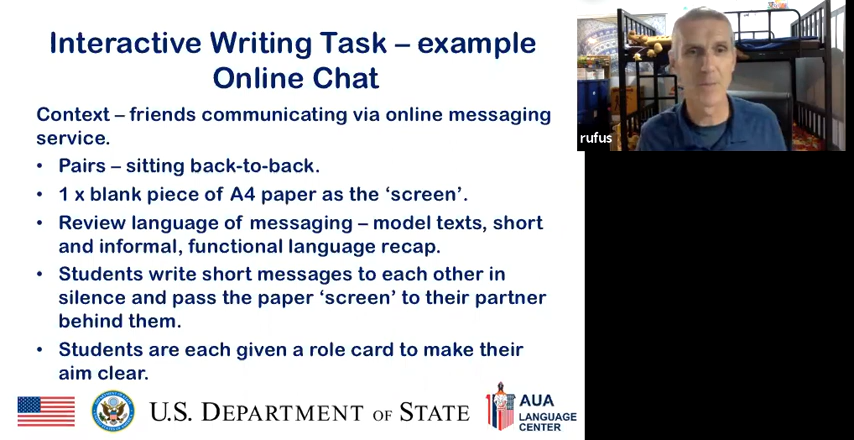 Interactive Writing Task – example
Online Chat
Context – friends communicating via online messaging
service.
• Pairs – sitting back-to-back.
• 1 x blank piece of A4 paper as the ‘screen’.
• Review language of messaging – model texts, short
and informal, functional language recap.
• Students write short messages to each other in
silence and pass the paper ‘screen’ to their partner
behind them.
• Students are each given a role card to make their
aim clear.
U.S. DEPARTMENT OF STATE
AUA
LANGUAGE
CENTER
rufus